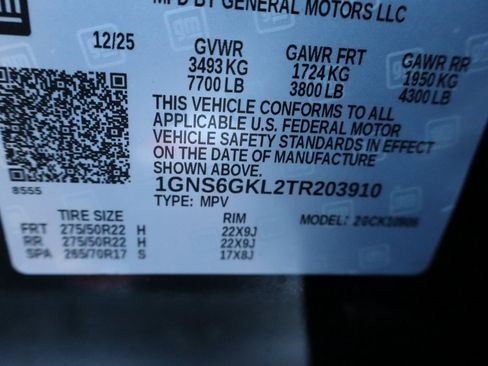 gm
MFD BY GENERAL MOTORS LLC
12/25 GVWR GAWR FRT GAWR RR
3493 KG 1724 KG 1950 KG
7700 LB 3800 LB 4300 LB
THIS VEHICLE CONFORMS TO ALL
APPLICABLE U.S. FEDERAL MOTOR
VEHICLE SAFETY STANDARDS IN EFFECT
ON THE DATE OF MANUFACTURE
SHOWN ABOVE.
8555 1GNS6GKL2TR203910
TYPE: MPV
TIRE SIZE RIM MODEL:
FRT 275/50R22 H 22X9J
RR 275/50R22 H 22X9J
SPA 265/70R17 S 17X8J